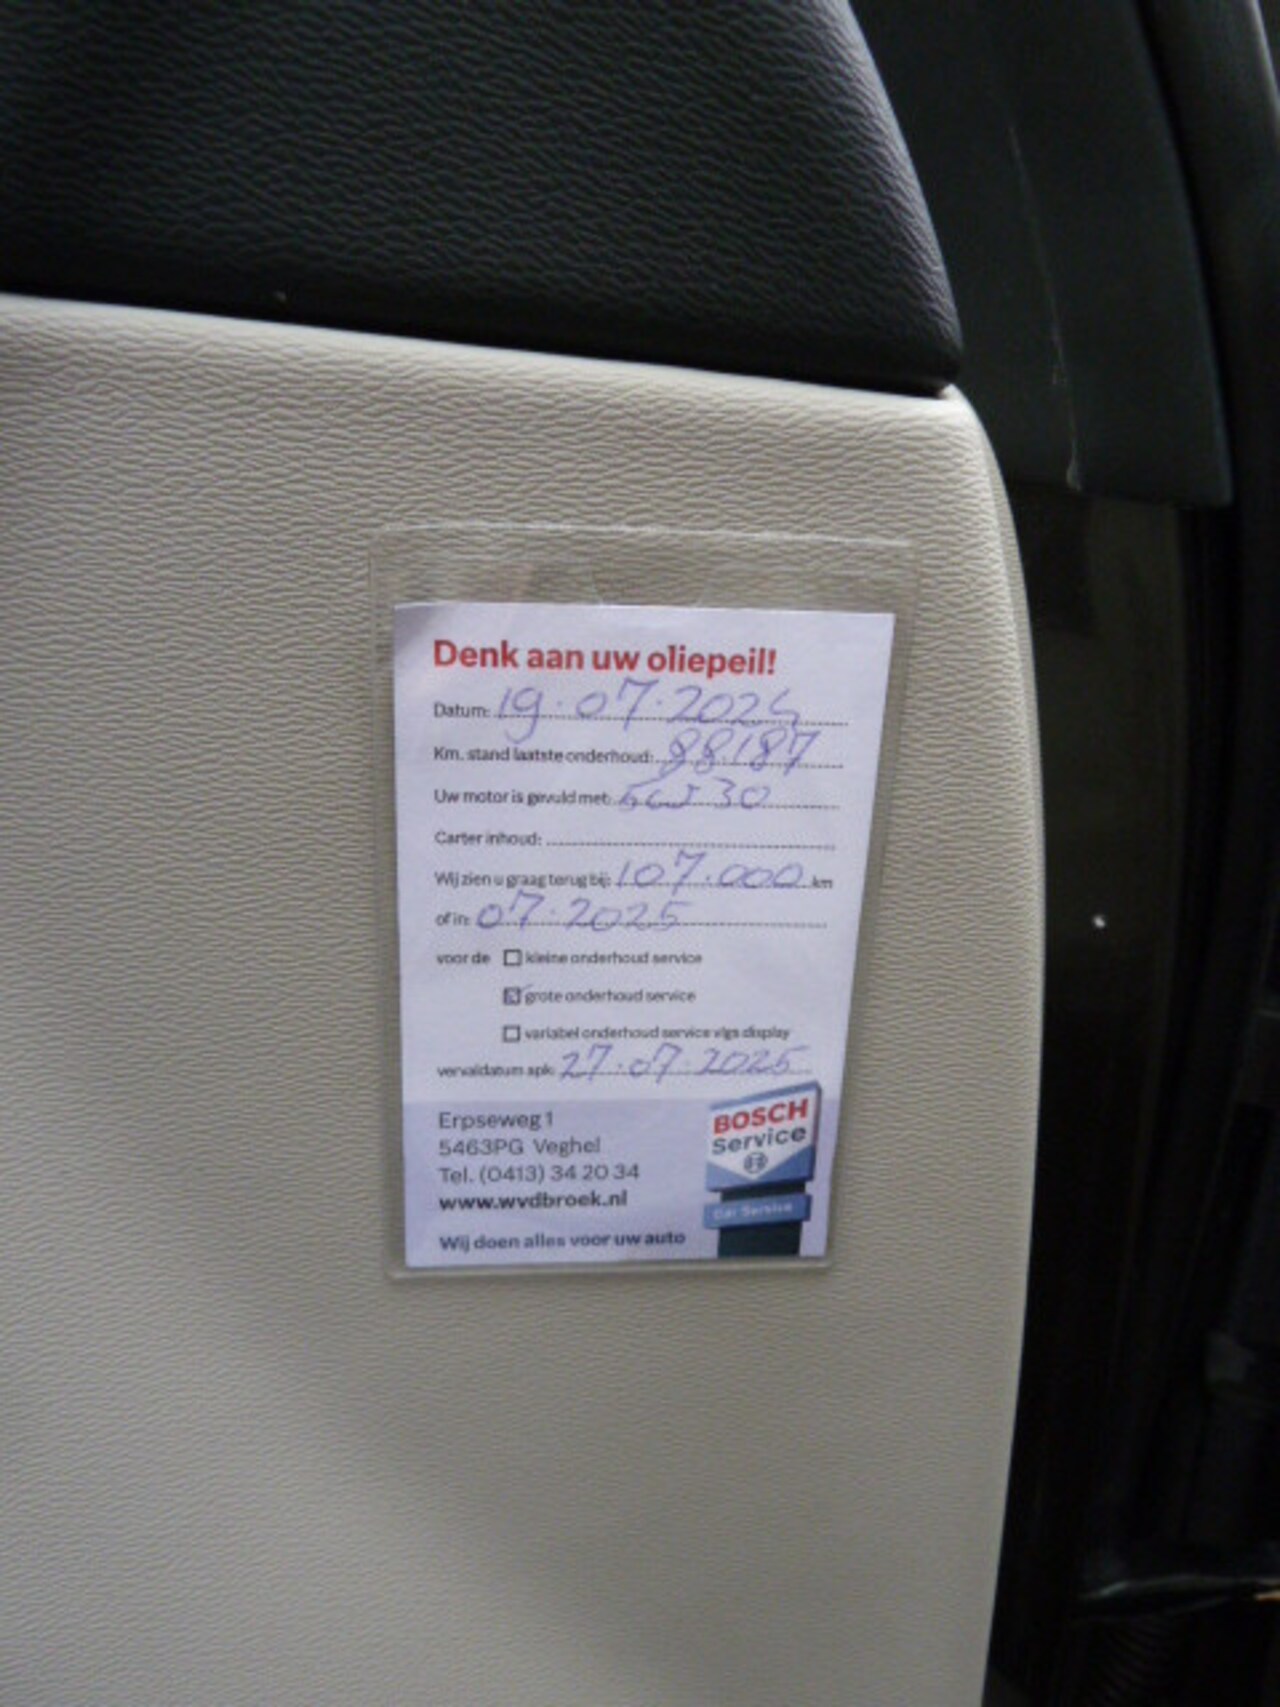 Denk aan uw oliepeil!
Datum: 19.07.2024
Km. stand laatste onderhoud: 88.187
Uw motor is gevuld met: 5W30
Carter inhoud:
Wij zien u graag terug bij: 107.000 km
of in: 07.2025
voor de kleine onderhoud service
grote onderhoud service
variabel onderhoud service vlgs display
vervaldatum apk: 27.07.2025
Erpseweg 1
5463PG Veghel
Tel. (0413) 34 20 34
www.wvdbroek.nl
Wij doen alles voor uw auto
BOSCH
Service
Car Service